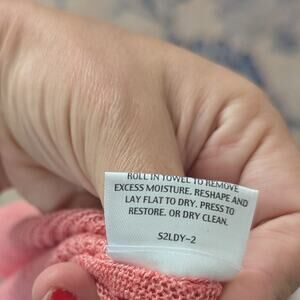 ROLL IN TOWEL TO REMOVE
EXCESS MOISTURE. RESHAPE AND
LAY FLAT TO DRY. PRESS TO
RESTORE. OR DRY CLEAN.
S2LDY-2